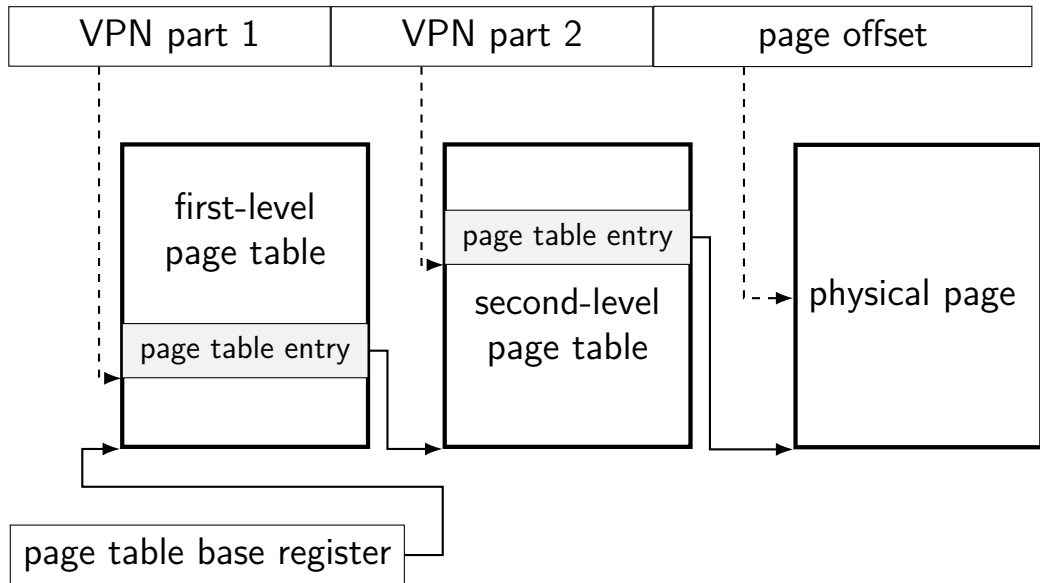 VPN part 1
VPN part 2
page offset
first-level
page table
page table entry
page table entry
second-level
page table
physical page
page table base register